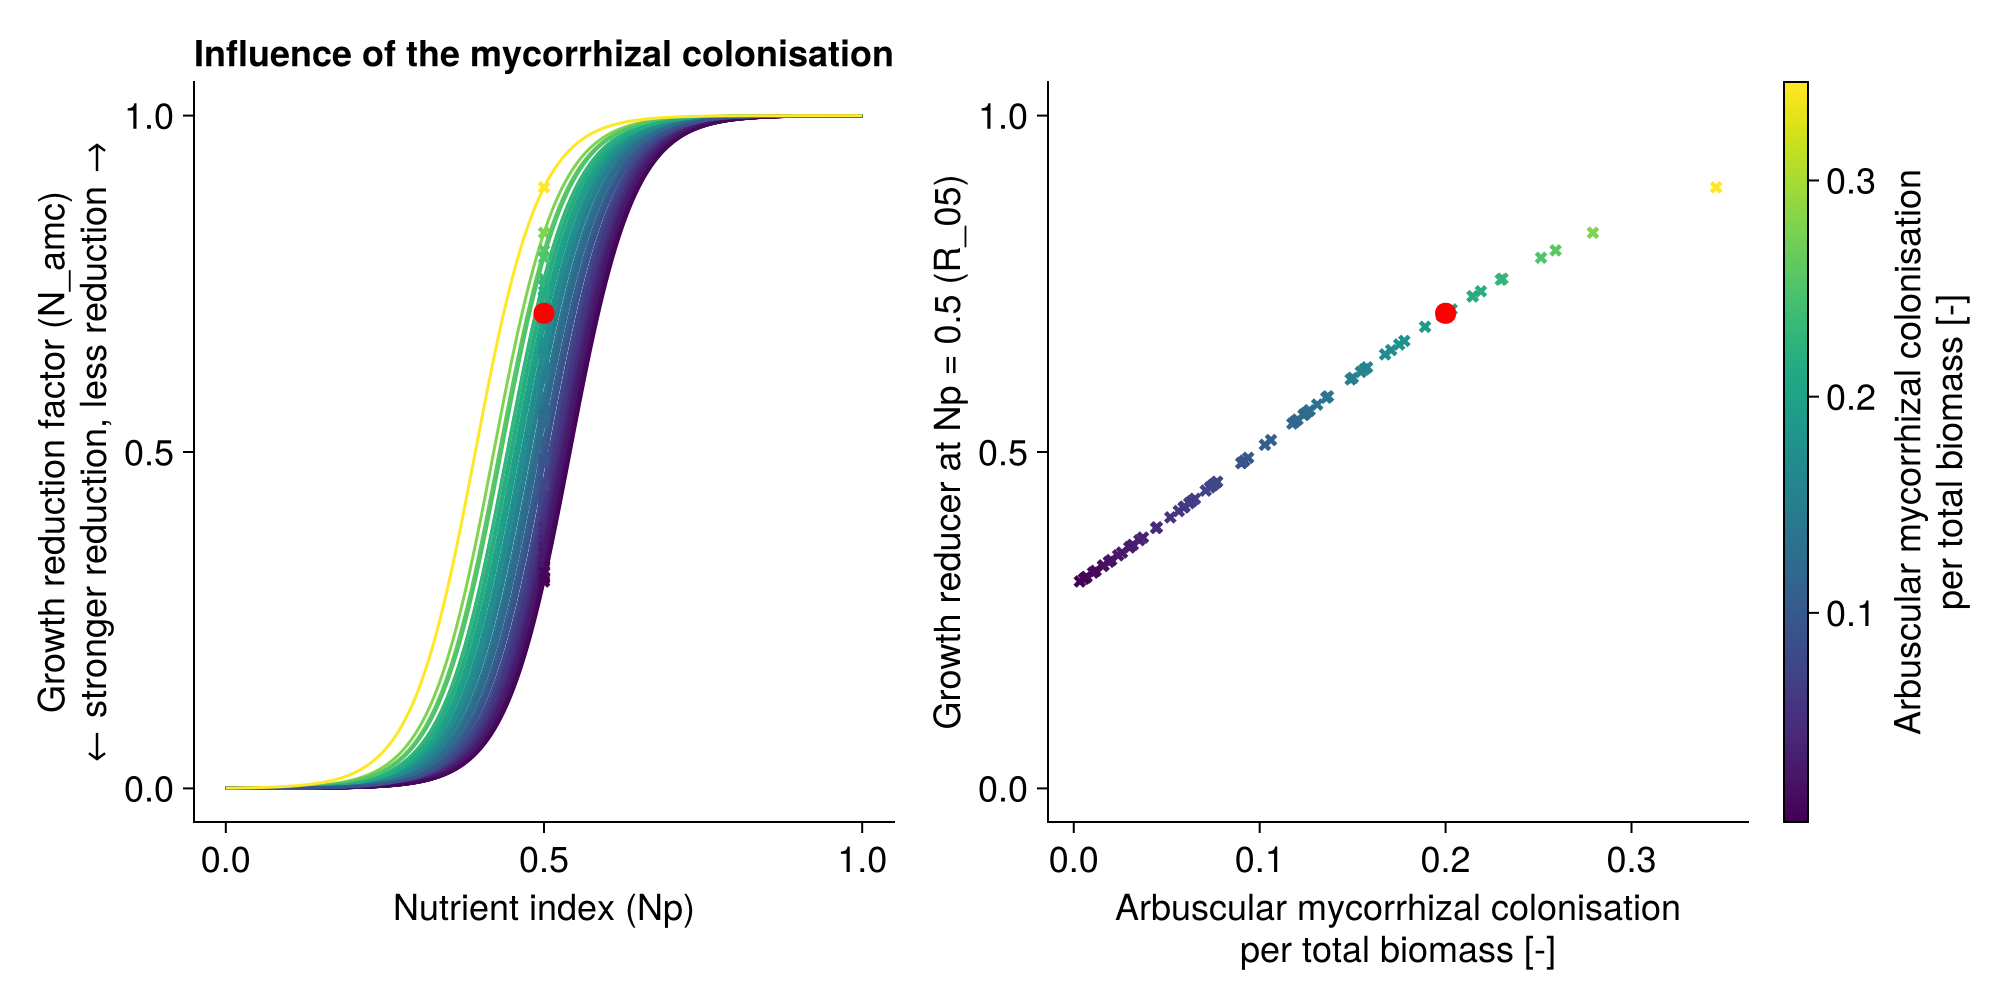 Influence of the mycorrhizal colonisation
Growth reduction factor (N_amc)
← stronger reduction, less reduction →
1.0
0.5
0.0
0.0
0.5
1.0
Nutrient index (Np)
Growth reducer at Np = 0.5 (R_05)
1.0
0.5
0.0
0.0
0.1
0.2
0.3
Arbuscular mycorrhizal colonisation
per total biomass [-]
0.3
0.2
0.1
Arbuscular mycorrhizal colonisation
per total biomass [-]